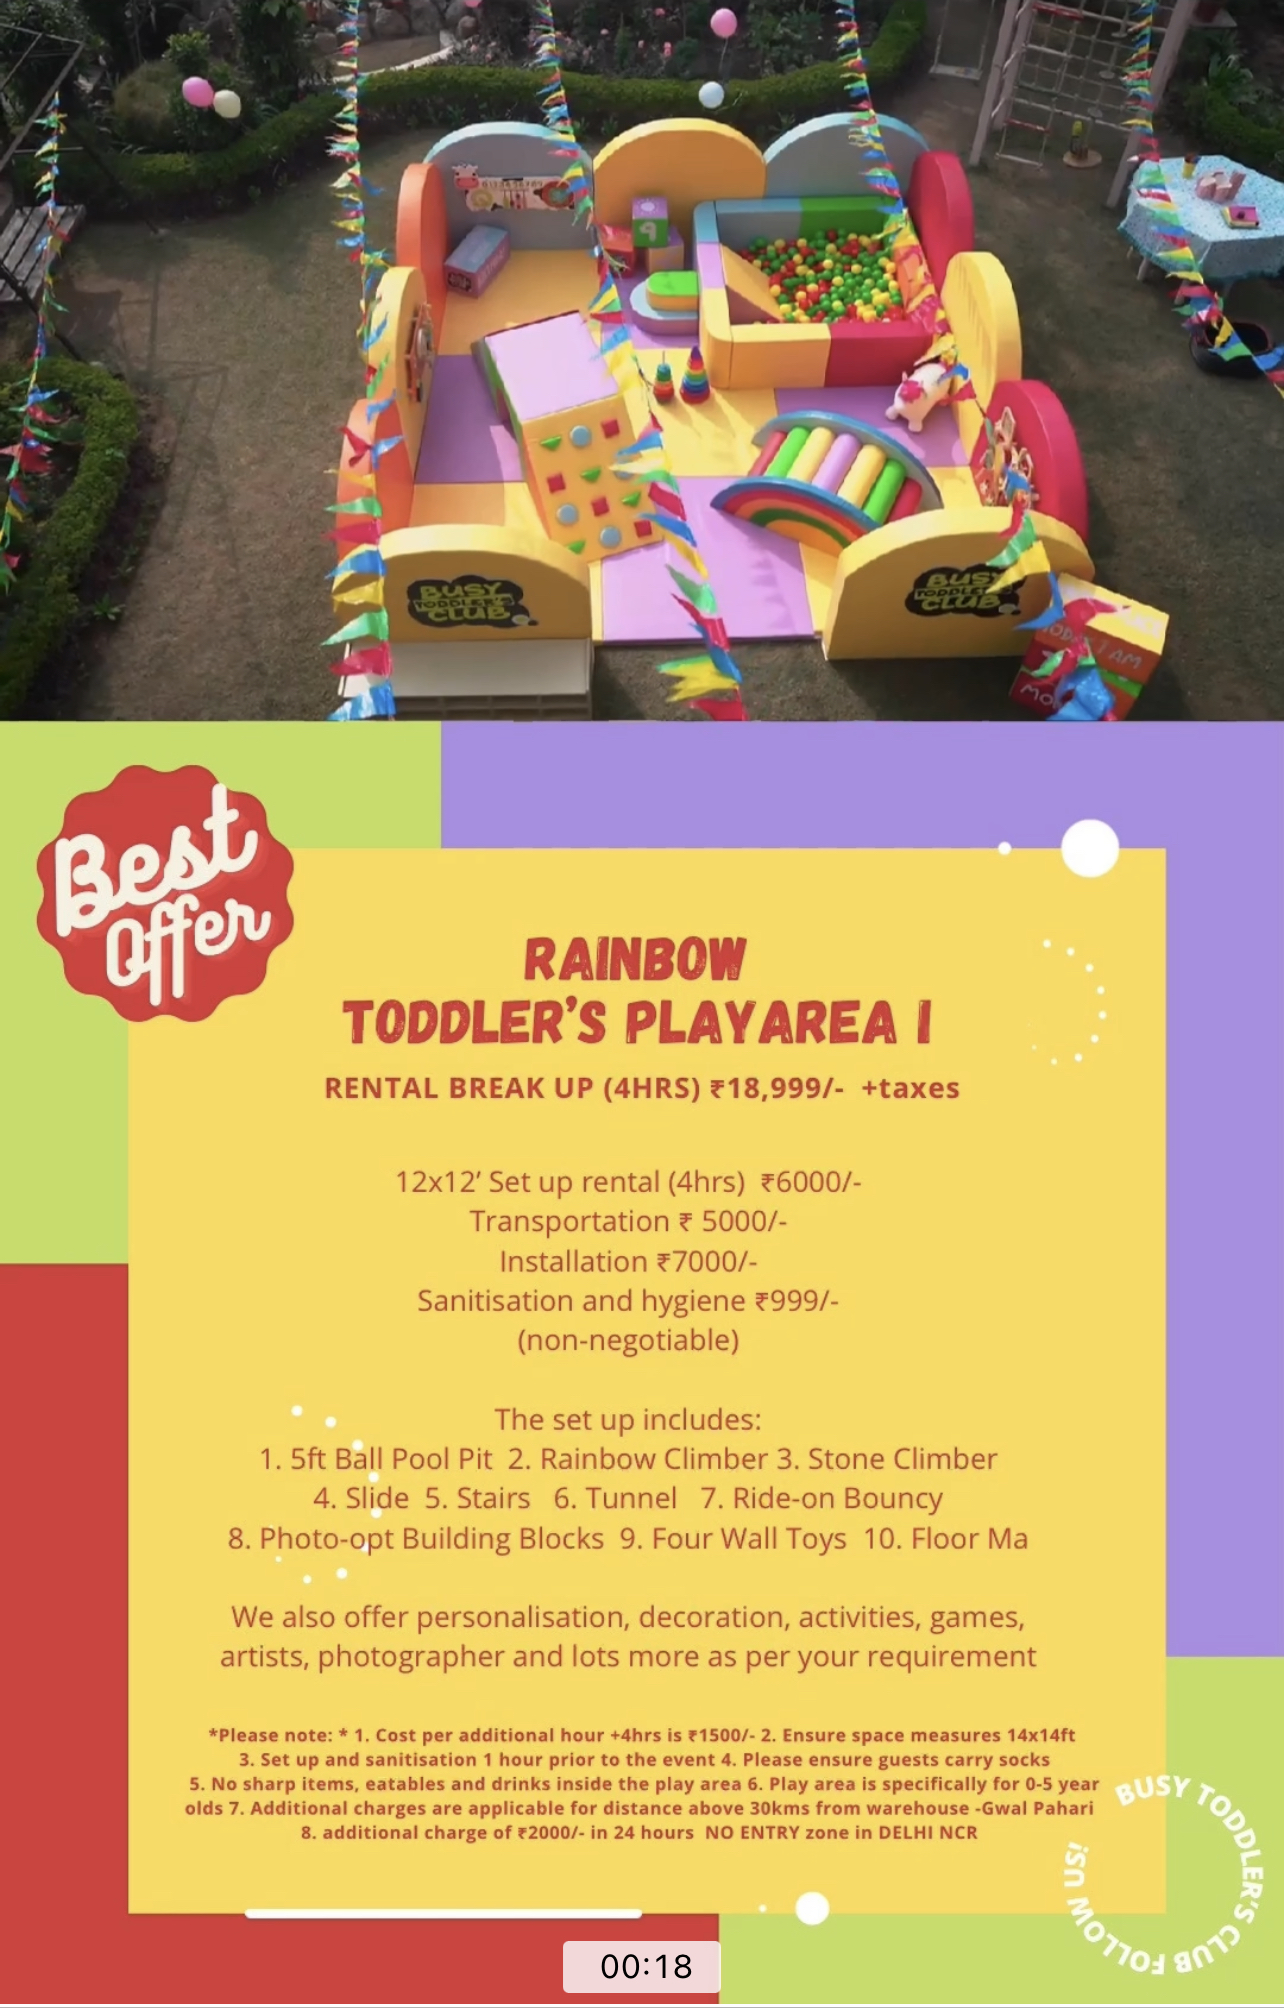 9
BUSY
TODDLER'S
CLUB
BUSY
TODDLER'S
CLUB
TODAY I AM
Best
Offer
RAINBOW
TODDLER'S PLAYAREA I
RENTAL BREAK UP (4HRS) ₹18,999/- +taxes
12x12' Set up rental (4hrs) ₹6000/-
Transportation ₹ 5000/-
Installation ₹7000/-
Sanitisation and hygiene ₹999/-
(non-negotiable)
The set up includes:
1. 5ft Ball Pool Pit 2. Rainbow Climber 3. Stone Climber
4. Slide 5. Stairs 6. Tunnel 7. Ride-on Bouncy
8. Photo-opt Building Blocks 9. Four Wall Toys 10. Floor Ma
We also offer personalisation, decoration, activities, games,
artists, photographer and lots more as per your requirement
*Please note: * 1. Cost per additional hour +4hrs is ₹1500/- 2. Ensure space measures 14x14ft
3. Set up and sanitisation 1 hour prior to the event 4. Please ensure guests carry socks
5. No sharp items, eatables and drinks inside the play area 6. Play area is specifically for 0-5 year
olds 7. Additional charges are applicable for distance above 30kms from warehouse -Gwal Pahari
8. additional charge of ₹2000/- in 24 hours NO ENTRY zone in DELHI NCR
BUSY TODDLER'S CLUB FOLLOW US!
00:18